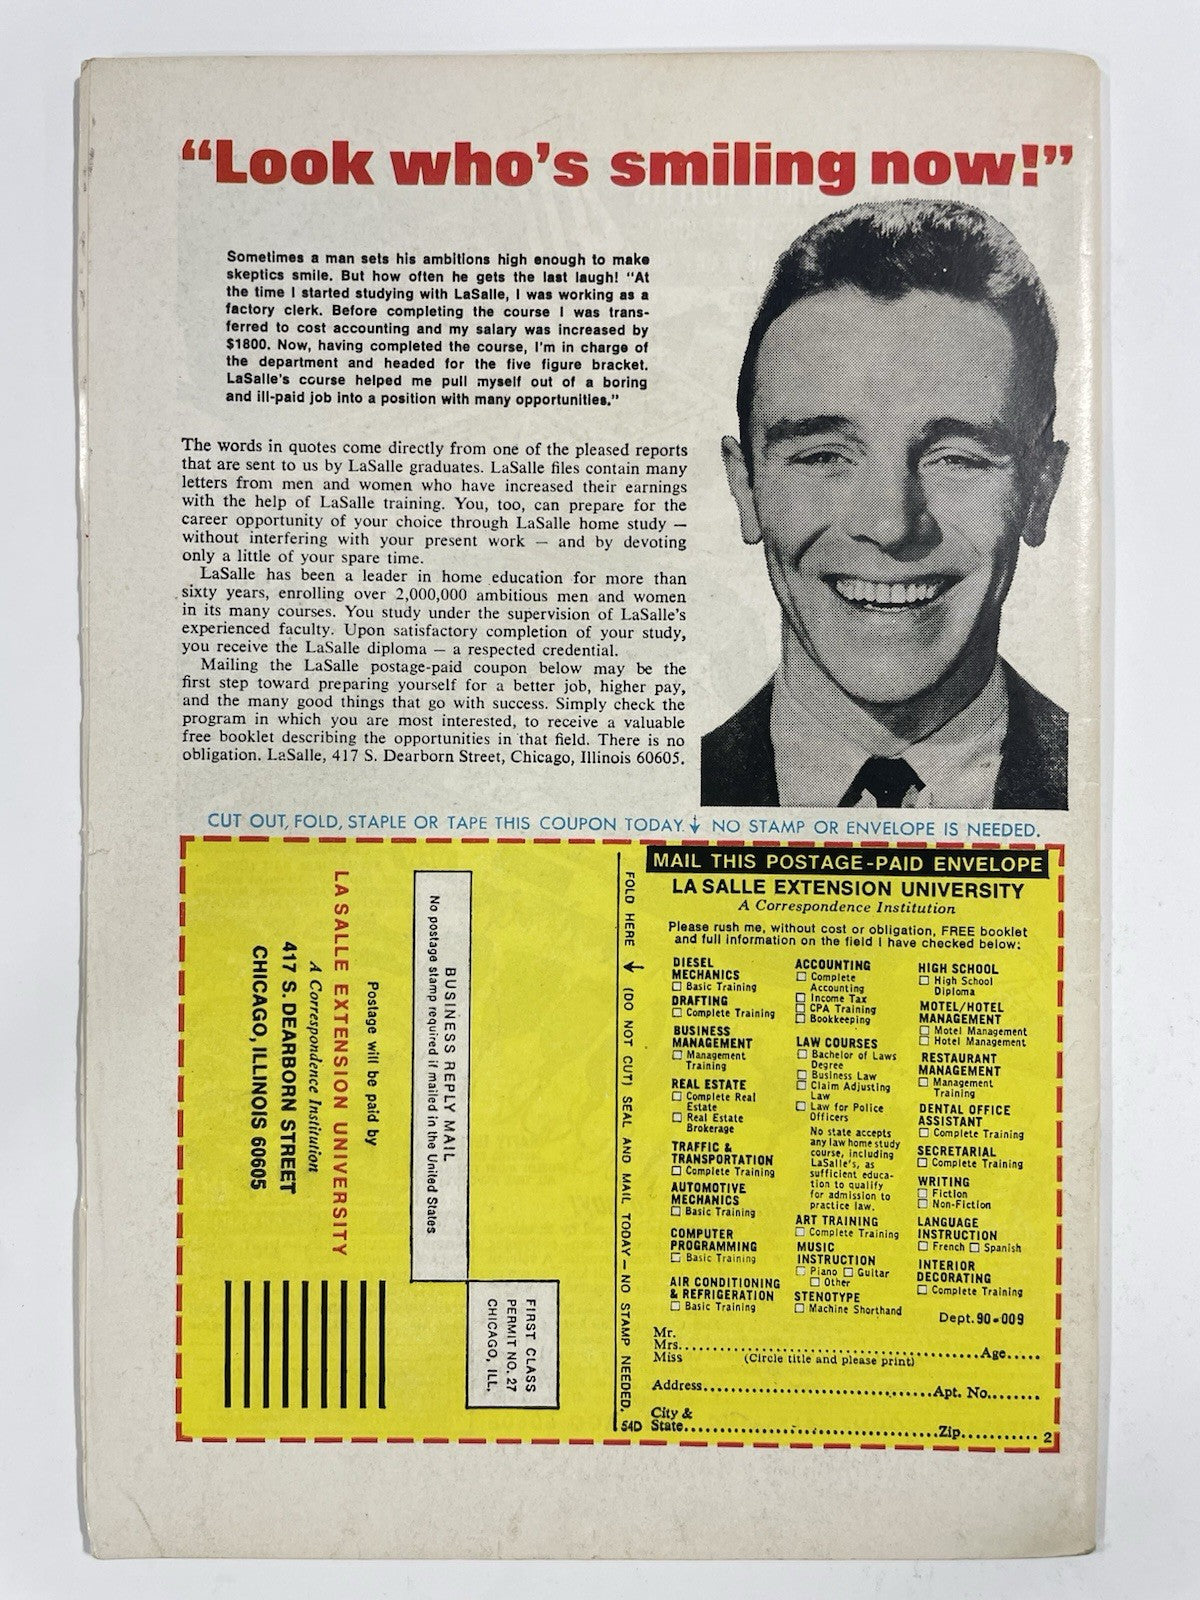 “Look who’s smiling now!”
Sometimes a man sets his ambitions high enough to make
skeptics smile. But how often he gets the last laugh! “At
the time I started studying with LaSalle, I was working as a
factory clerk. Before completing the course I was trans-
ferred to cost accounting and my salary was increased by
$1800. Now, having completed the course, I’m in charge of
the department and headed for the five figure bracket.
LaSalle’s course helped me pull myself out of a boring
and ill-paid job into a position with many opportunities.”
The words in quotes come directly from one of the pleased reports
that are sent to us by LaSalle graduates. LaSalle files contain many
letters from men and women who have increased their earnings
with the help of LaSalle training. You, too, can prepare for the
career opportunity of your choice through LaSalle home study —
without interfering with your present work — and by devoting
only a little of your spare time.
LaSalle has been a leader in home education for more than
sixty years, enrolling over 2,000,000 ambitious men and women
in its many courses. You study under the supervision of LaSalle’s
experienced faculty. Upon satisfactory completion of your study,
you receive the LaSalle diploma — a respected credential.
Mailing the LaSalle postage-paid coupon below may be the
first step toward preparing yourself for a better job, higher pay,
and the many good things that go with success. Simply check the
program in which you are most interested, to receive a valuable
free booklet describing the opportunities in that field. There is no
obligation. LaSalle, 417 S. Dearborn Street, Chicago, Illinois 60605.
CUT OUT, FOLD, STAPLE OR TAPE THIS COUPON TODAY. ↓ NO STAMP OR ENVELOPE IS NEEDED.
FIRST CLASS
PERMIT NO. 27
CHICAGO, ILL.
BUSINESS REPLY MAIL
No postage stamp required if mailed in the United States
Postage will be paid by
LA SALLE EXTENSION UNIVERSITY
A Correspondence Institution
417 S. DEARBORN STREET
CHICAGO, ILLINOIS 60605
FOLD HERE ↓ (DO NOT CUT) SEAL AND MAIL TODAY — NO STAMP NEEDED.
54D
MAIL THIS POSTAGE-PAID ENVELOPE
LA SALLE EXTENSION UNIVERSITY
A Correspondence Institution
Please rush me, without cost or obligation, FREE booklet
and full information on the field I have checked below:
DIESEL
MECHANICS
☐ Basic Training
DRAFTING
☐ Complete Training
BUSINESS
MANAGEMENT
☐ Management
Training
REAL ESTATE
☐ Complete Real
Estate
☐ Real Estate
Brokerage
TRAFFIC &
TRANSPORTATION
☐ Complete Training
AUTOMOTIVE
MECHANICS
☐ Basic Training
COMPUTER
PROGRAMMING
☐ Basic Training
AIR CONDITIONING
& REFRIGERATION
☐ Basic Training
ACCOUNTING
☐ Complete
Accounting
☐ Income Tax
☐ CPA Training
☐ Bookkeeping
LAW COURSES
☐ Bachelor of Laws
Degree
☐ Business Law
☐ Claim Adjusting
Law
☐ Law for Police
Officers
No state accepts
any law home study
course, including
LaSalle’s, as
sufficient educa-
tion to qualify
for admission to
practice law.
ART TRAINING
☐ Complete Training
MUSIC
INSTRUCTION
☐ Piano ☐ Guitar
☐ Other
STENOTYPE
☐ Machine Shorthand
HIGH SCHOOL
☐ High School
Diploma
MOTEL/HOTEL
MANAGEMENT
☐ Motel Management
☐ Hotel Management
RESTAURANT
MANAGEMENT
☐ Management
Training
DENTAL OFFICE
ASSISTANT
☐ Complete Training
SECRETARIAL
☐ Complete Training
WRITING
☐ Fiction
☐ Non-Fiction
LANGUAGE
INSTRUCTION
☐ French ☐ Spanish
INTERIOR
DECORATING
☐ Complete Training
Dept. 90-009
Mr.
Mrs. Age
Miss (Circle title and please print)
Address Apt. No.
City &
State Zip 2